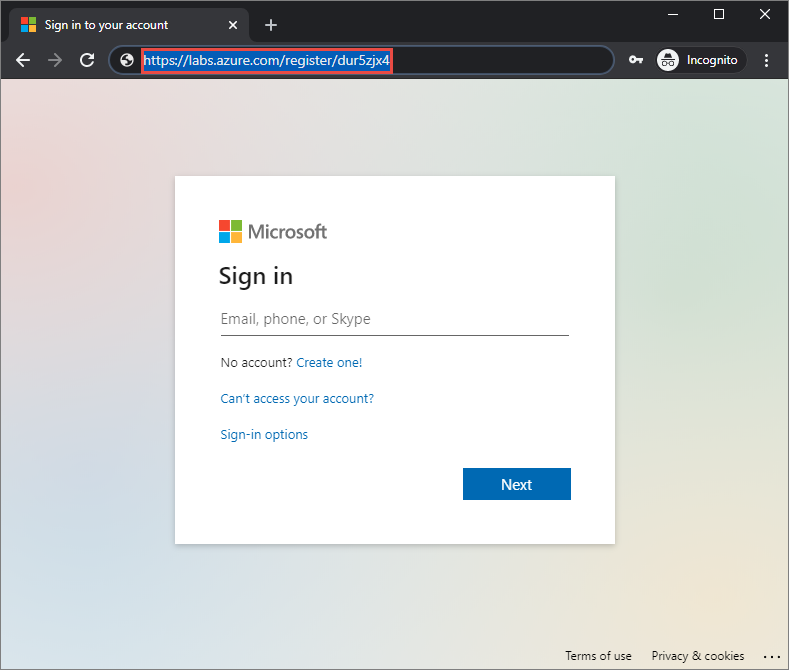 Sign in to your account
https://labs.azure.com/register/dur5zjx4
Incognito
Microsoft
Sign in
Email, phone, or Skype
No account? Create one!
Can't access your account?
Sign-in options
Next
Terms of use Privacy & cookies ...